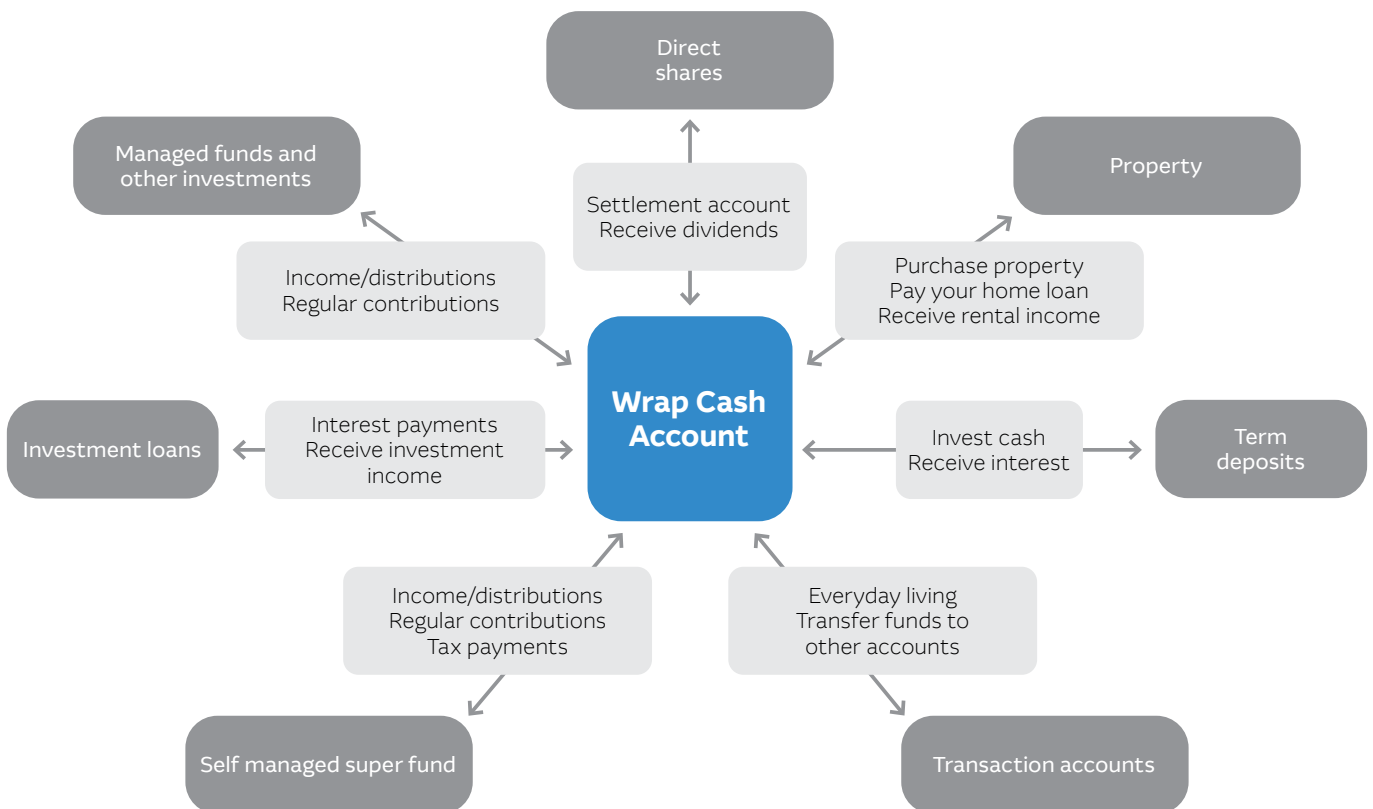 Direct
shares
Managed funds and
other investments
Property
Settlement account
Receive dividends
Income/distributions
Regular contributions
Purchase property
Pay your home loan
Receive rental income
Wrap Cash
Account
Investment loans
Interest payments
Receive investment
income
Invest cash
Receive interest
Term
deposits
Income/distributions
Regular contributions
Tax payments
Everyday living
Transfer funds to
other accounts
Self managed super fund
Transaction accounts